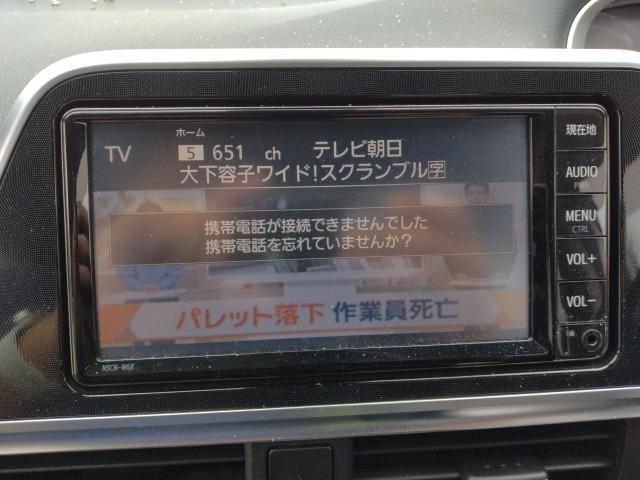 ホーム
TV 5 651 ch テレビ朝日
大下容子ワイド!スクランブル字
携帯電話が接続できませんでした
携帯電話を忘れていませんか?
パレット落下 作業員死亡
NSCN-W68
現在地
AUDIO
PWR
MENU
CTRL
VOL+
VOL−